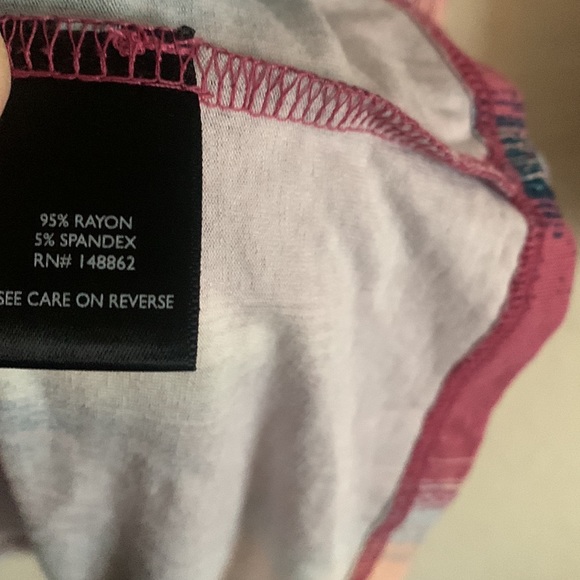 95% RAYON
5% SPANDEX
RN# 148862
SEE CARE ON REVERSE